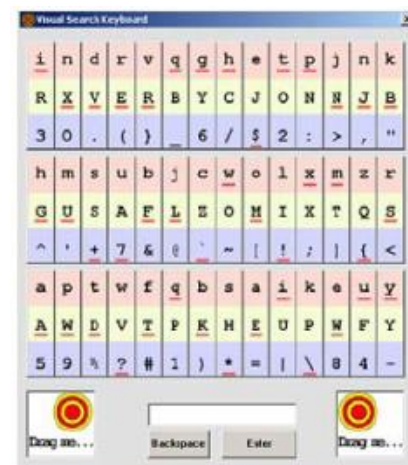 Visual Search Keyboard
i n d r v q g h e t p j n k
R X V E R B Y C J O N N J B
3 0 . ( } _ 6 / $ 2 : > , "
h m s u b j c w o l x m z r
G U S A F L Z O M I X T Q S
^ ' + 7 & @ ` ~ [ ! ; ] { <
a p t w f q b s a i k e u y
A W D V T P K H E U P W F Y
5 9 % ? # 1 ) * = | \ 8 4 -
Drag me... Backspace Enter Drag me...